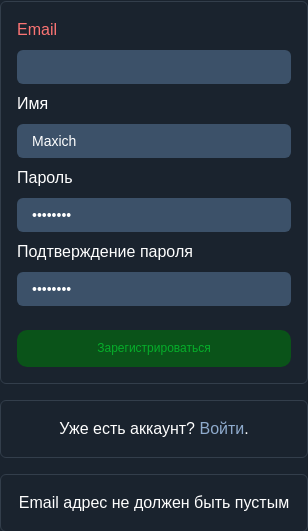 Email
Имя
Maxich
Пароль
••••••••
Подтверждение пароля
••••••••
Зарегистрироваться
Уже есть аккаунт? Войти.
Email адрес не должен быть пустым